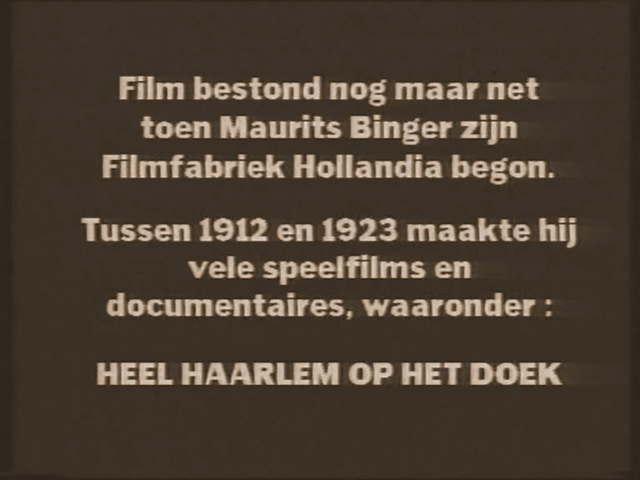 Film bestond nog maar net
toen Maurits Binger zijn
Filmfabriek Hollandia begon.
Tussen 1912 en 1923 maakte hij
vele speelfilms en
documentaires, waaronder :
HEEL HAARLEM OP HET DOEK